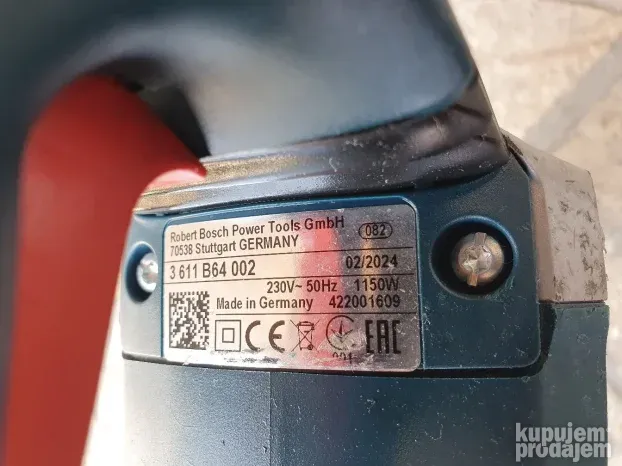 Robert Bosch Power Tools GmbH
70538 Stuttgart GERMANY
082
3 611 B64 002
02/2024
230V~ 50Hz 1150W
Made in Germany 422001609
CE
EAC
kupujem
prodajem